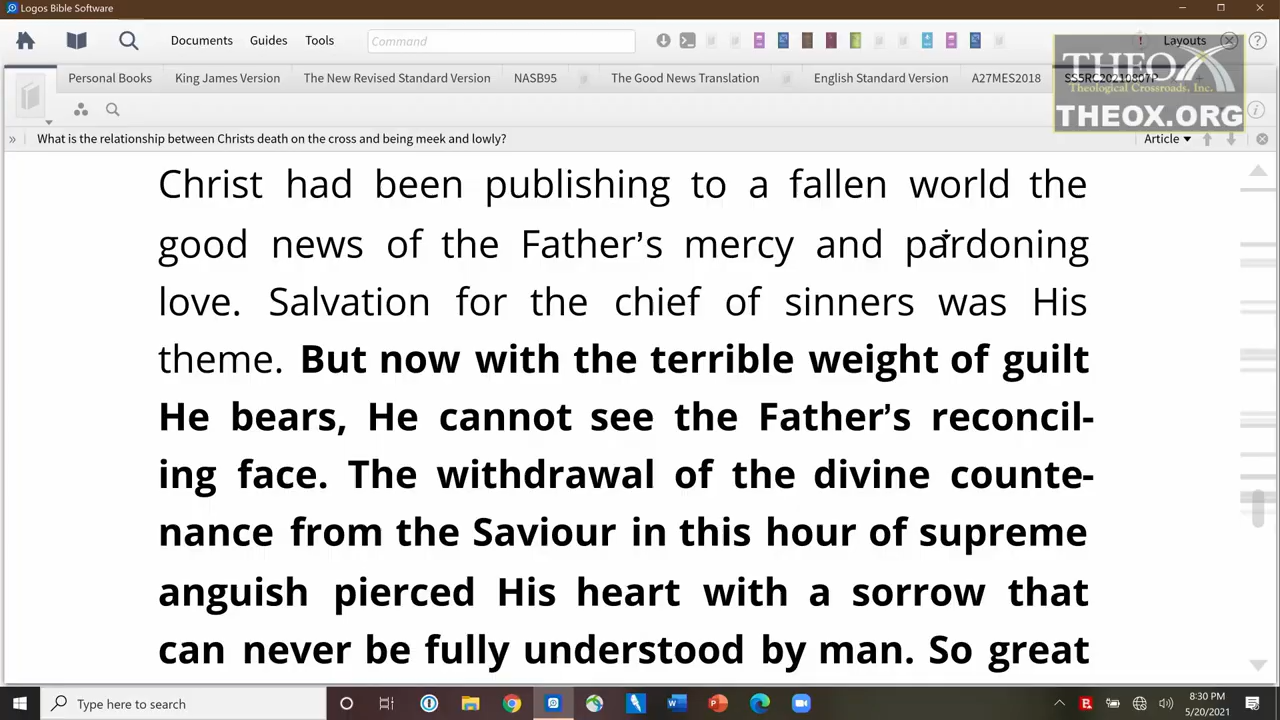 Logos Bible Software
Documents Guides Tools Command Layouts
Personal Books King James Version The New Revised Standard Version NASB95 The Good News Translation English Standard Version A27MES2018 SS5RC20210807P
THEOX
Theological Crossroads, Inc.
THEOX.ORG
What is the relationship between Christs death on the cross and being meek and lowly? Article
Christ had been publishing to a fallen world the
good news of the Father’s mercy and pardoning
love. Salvation for the chief of sinners was His
theme. But now with the terrible weight of guilt
He bears, He cannot see the Father’s reconcil-
ing face. The withdrawal of the divine counte-
nance from the Saviour in this hour of supreme
anguish pierced His heart with a sorrow that
can never be fully understood by man. So great
Type here to search
8:30 PM
5/20/2021